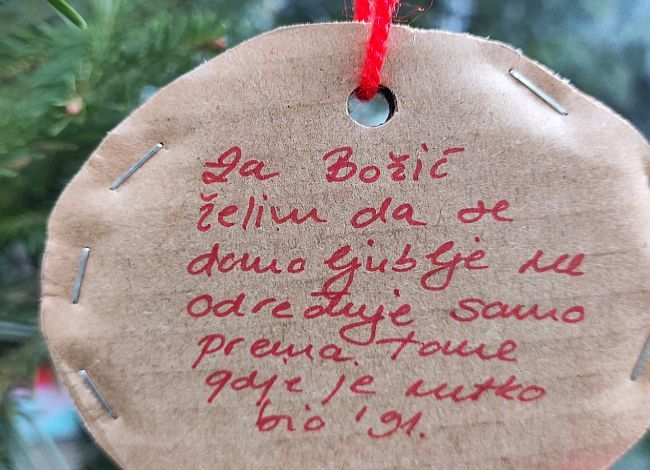 Za Božić
želim da se
domoljublje ne
određuje samo
prema tome
gdje je netko
bio '91.